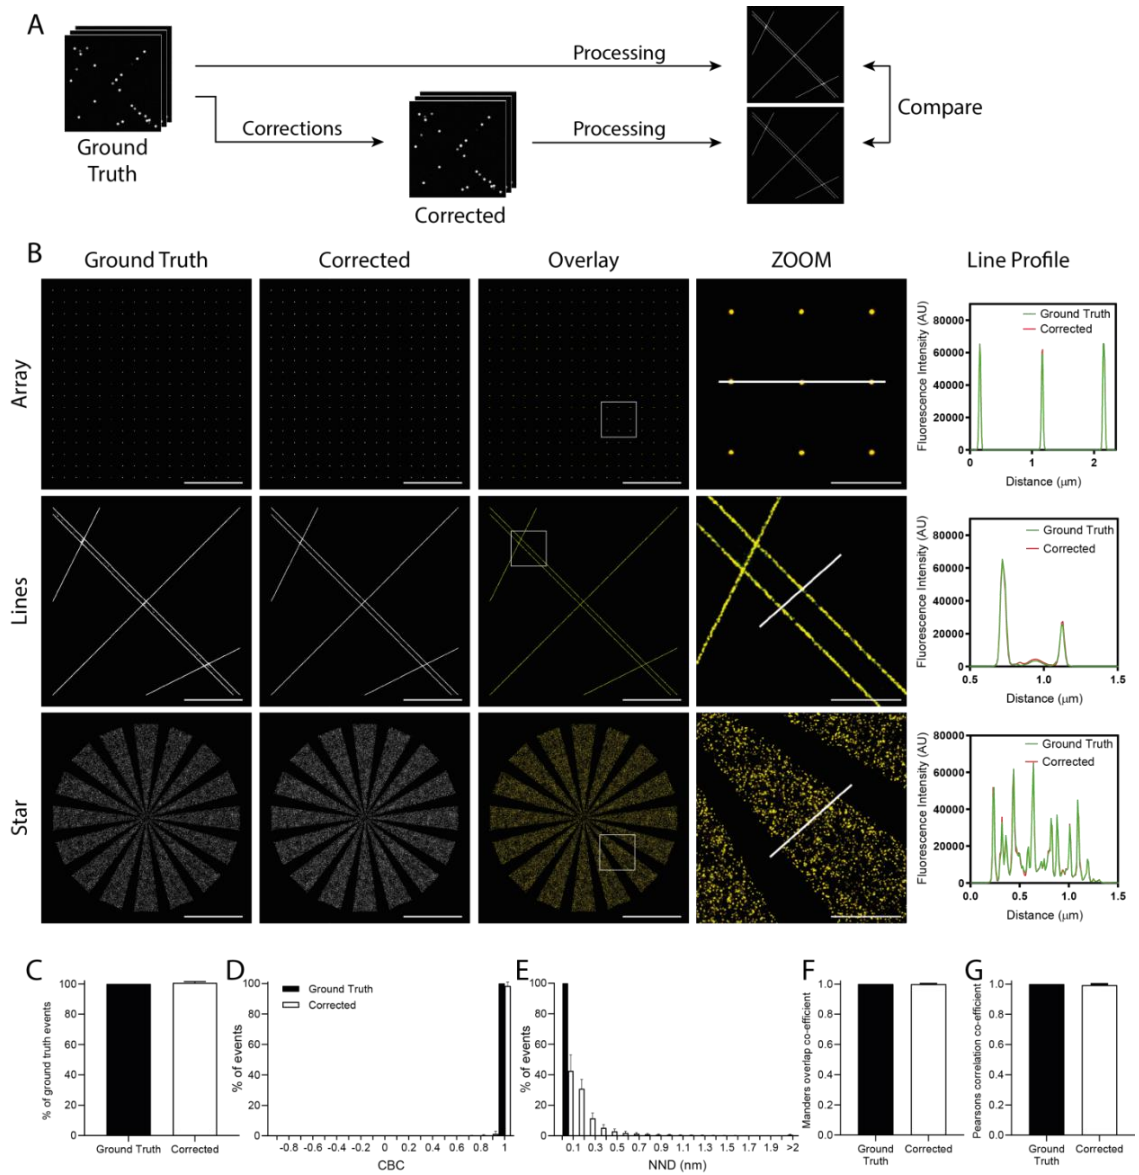 A
Processing
Compare
Corrections
Processing
Ground
Truth
Corrected
B
Ground Truth
Corrected
Overlay
ZOOM
Line Profile
Array
Fluorescence Intensity (AU)
80000
60000
40000
20000
0
Ground Truth
Corrected
0
1
2
Distance (μm)
Lines
Fluorescence Intensity (AU)
80000
60000
40000
20000
0
Ground Truth
Corrected
0.5
1.0
1.5
Distance (μm)
Star
Fluorescence Intensity (AU)
80000
60000
40000
20000
0
Ground Truth
Corrected
0
0.5
1.0
1.5
Distance (μm)
C
% of ground truth events
100
80
60
40
20
0
Ground Truth
Corrected
D
% of events
100
80
60
40
20
0
Ground Truth
Corrected
-0.8 -0.6 -0.4 -0.2 0 0.2 0.4 0.6 0.8 1
CBC
E
% of events
100
80
60
40
20
0
0.1 0.3 0.5 0.7 0.9 1.1 1.3 1.5 1.7 1.9 >2
NND (nm)
F
Manders overlap co-efficient
1.0
0.8
0.6
0.4
0.2
0.0
Ground
Truth
Corrected
G
Pearsons correlation co-efficient
1.0
0.8
0.6
0.4
0.2
0.0
Ground
Truth
Corrected